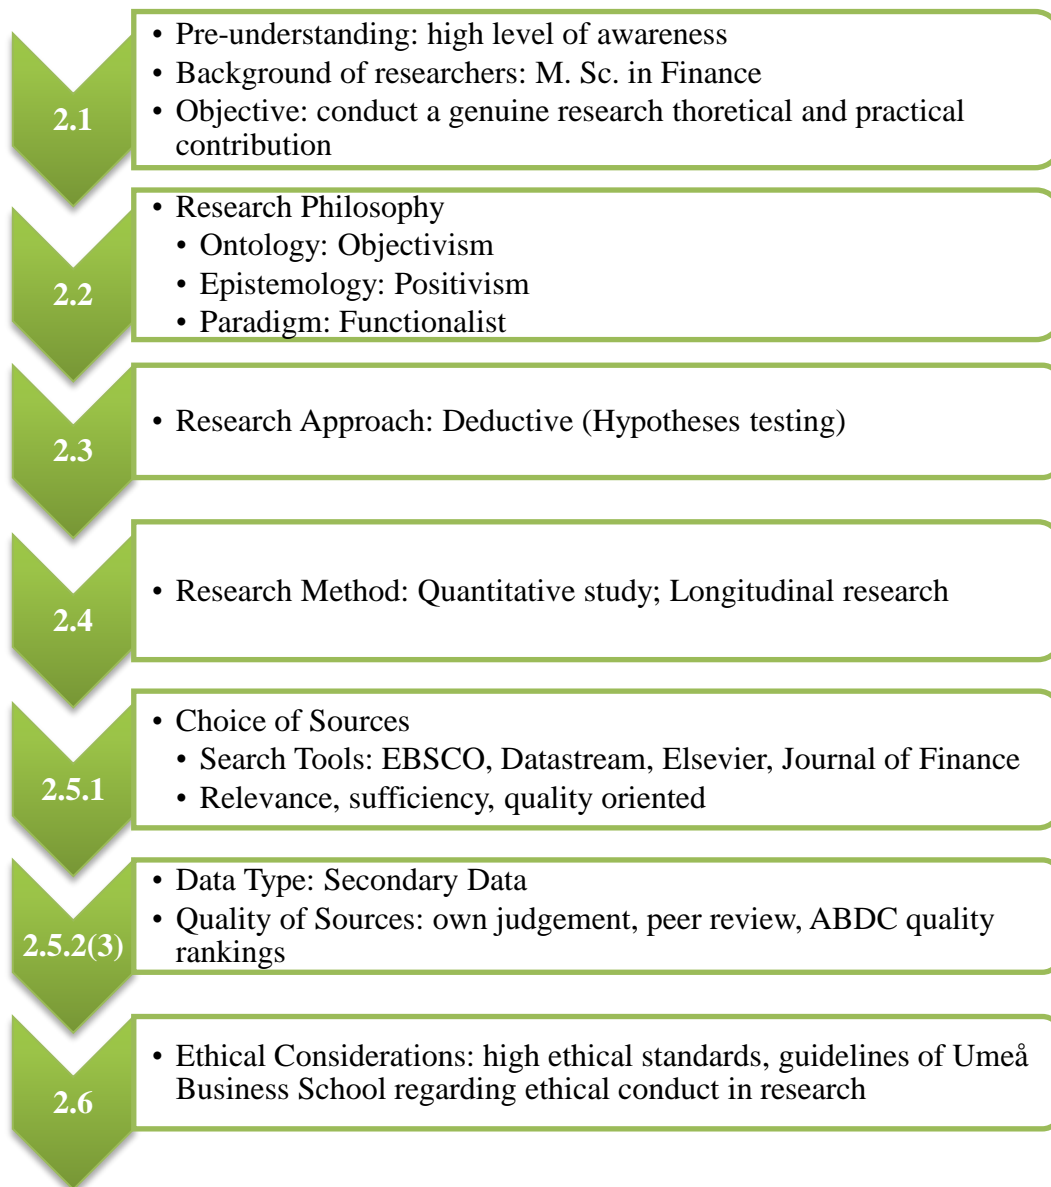 2.1
• Pre-understanding: high level of awareness
• Background of researchers: M. Sc. in Finance
• Objective: conduct a genuine research thoretical and practical
contribution
2.2
• Research Philosophy
• Ontology: Objectivism
• Epistemology: Positivism
• Paradigm: Functionalist
2.3
• Research Approach: Deductive (Hypotheses testing)
2.4
• Research Method: Quantitative study; Longitudinal research
2.5.1
• Choice of Sources
• Search Tools: EBSCO, Datastream, Elsevier, Journal of Finance
• Relevance, sufficiency, quality oriented
2.5.2(3)
• Data Type: Secondary Data
• Quality of Sources: own judgement, peer review, ABDC quality
rankings
2.6
• Ethical Considerations: high ethical standards, guidelines of Umeå
Business School regarding ethical conduct in research